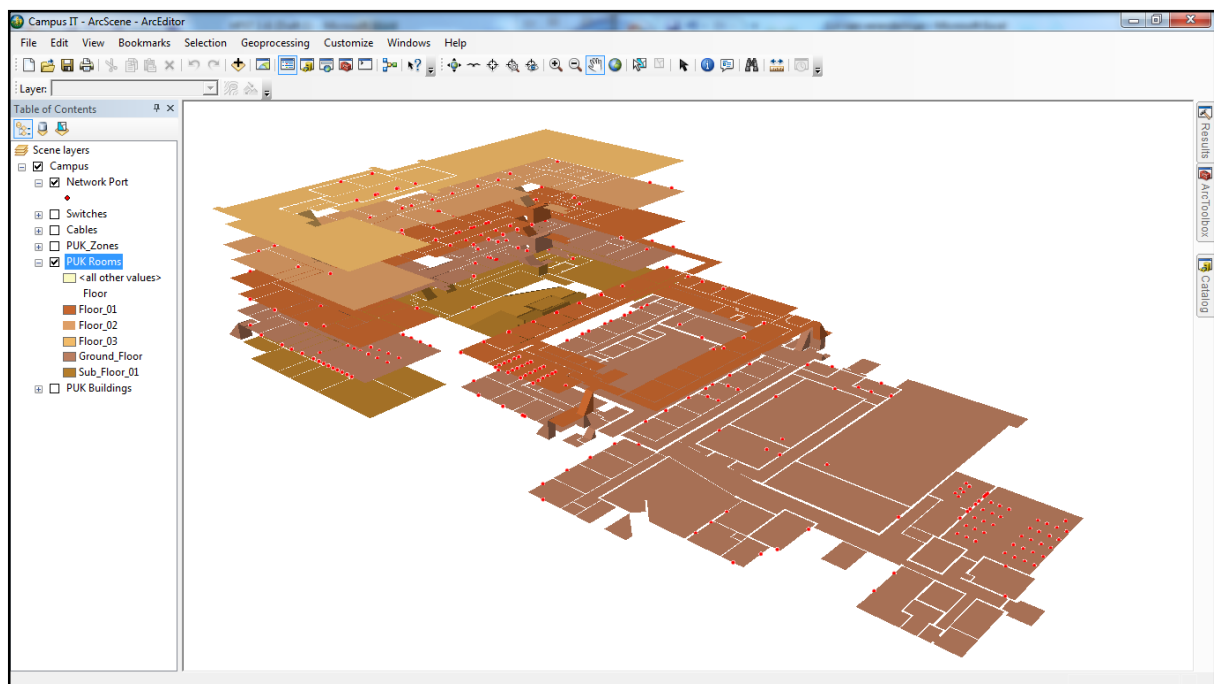 Campus IT - ArcScene - ArcEditor
File Edit View Bookmarks Selection Geoprocessing Customize Windows Help
Layer:
Table of Contents
Scene layers
Campus
Network Port
Switches
Cables
PUK_Zones
PUK Rooms
<all other values>
Floor
Floor_01
Floor_02
Floor_03
Ground_Floor
Sub_Floor_01
PUK Buildings
Results
ArcToolbox
Catalog